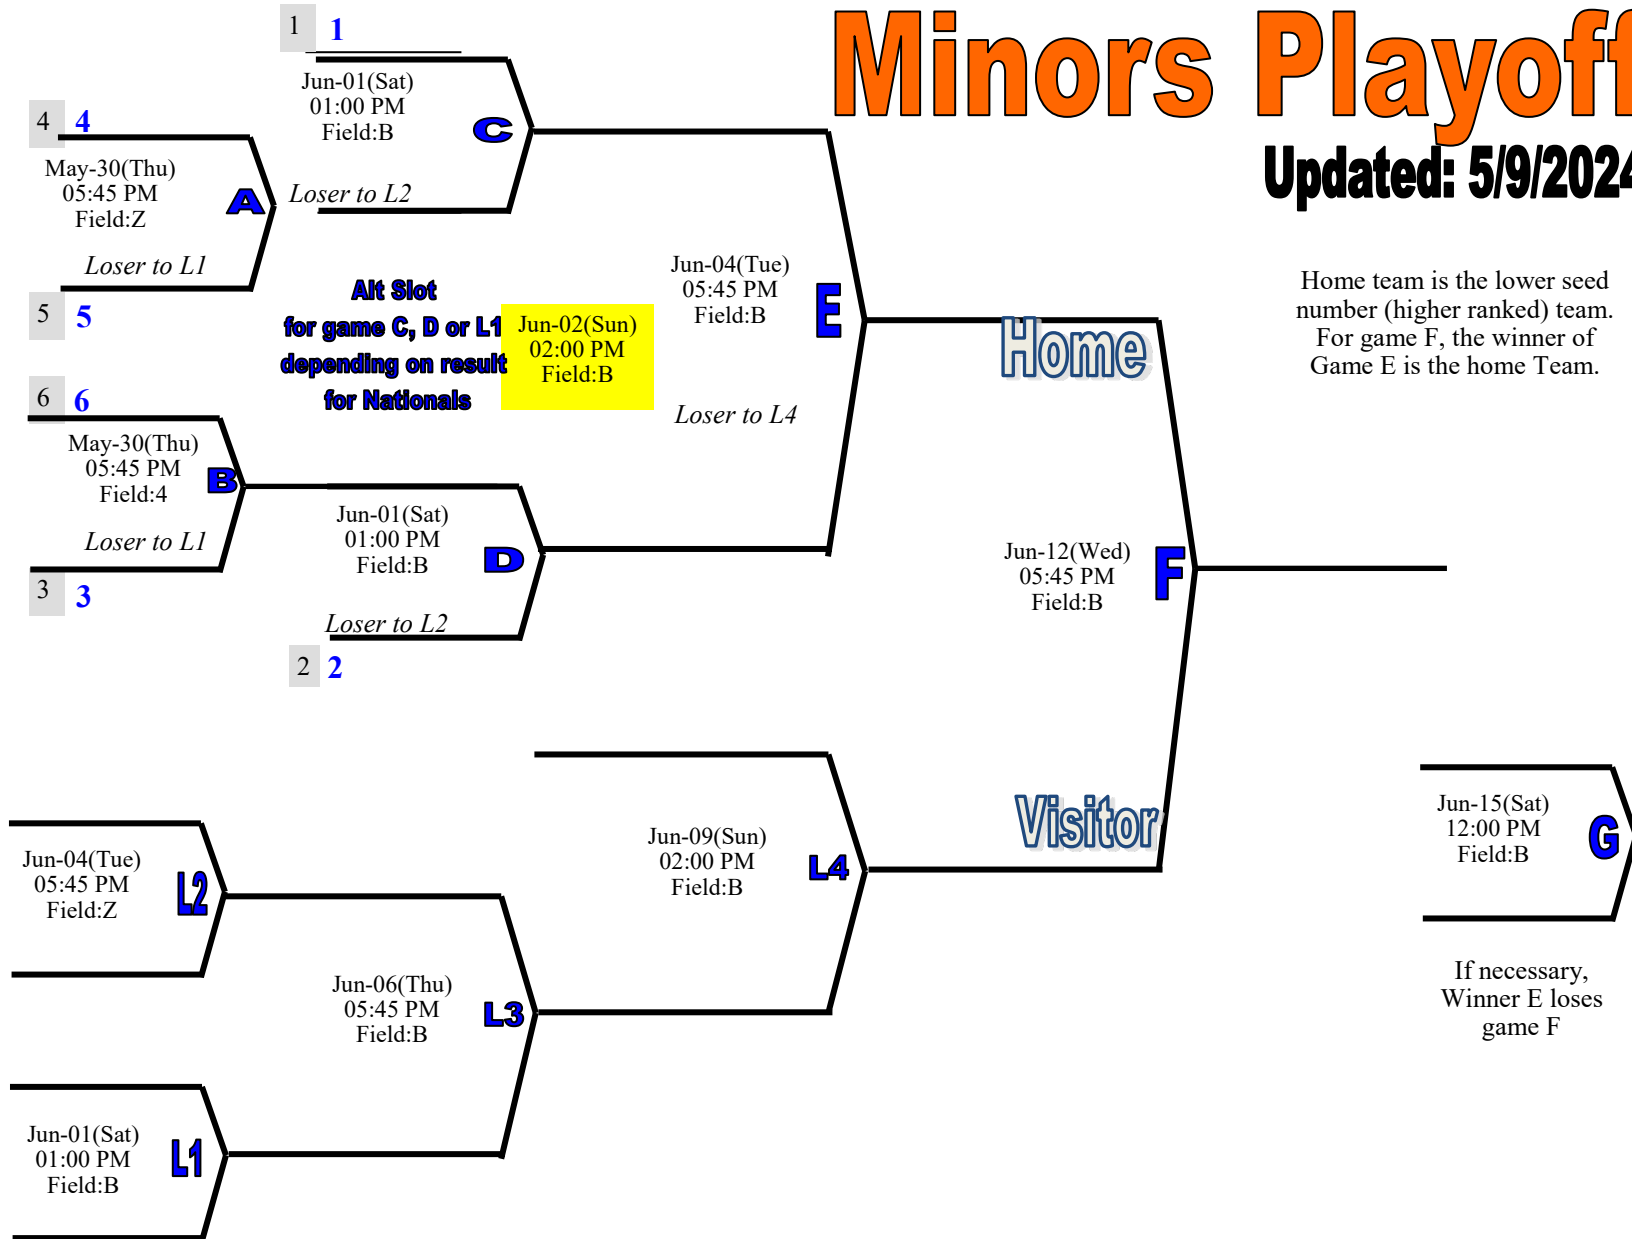 Minors Playoff
Updated: 5/9/2024
Home team is the lower seed
number (higher ranked) team.
For game F, the winner of
Game E is the home Team.
1 1
Jun-01(Sat)
01:00 PM
Field:B
C
Loser to L2
4 4
May-30(Thu)
05:45 PM
Field:Z
A
Loser to L1
5 5
Alt Slot
for game C, D or L1
depending on result
for Nationals
Jun-02(Sun)
02:00 PM
Field:B
Jun-04(Tue)
05:45 PM
Field:B
E
Loser to L4
Home
6 6
May-30(Thu)
05:45 PM
Field:4
B
Loser to L1
3 3
Jun-01(Sat)
01:00 PM
Field:B
D
Loser to L2
2 2
Jun-12(Wed)
05:45 PM
Field:B
F
Visitor
Jun-09(Sun)
02:00 PM
Field:B
L4
Jun-15(Sat)
12:00 PM
Field:B
G
If necessary,
Winner E loses
game F
Jun-04(Tue)
05:45 PM
Field:Z
L2
Jun-06(Thu)
05:45 PM
Field:B
L3
Jun-01(Sat)
01:00 PM
Field:B
L1